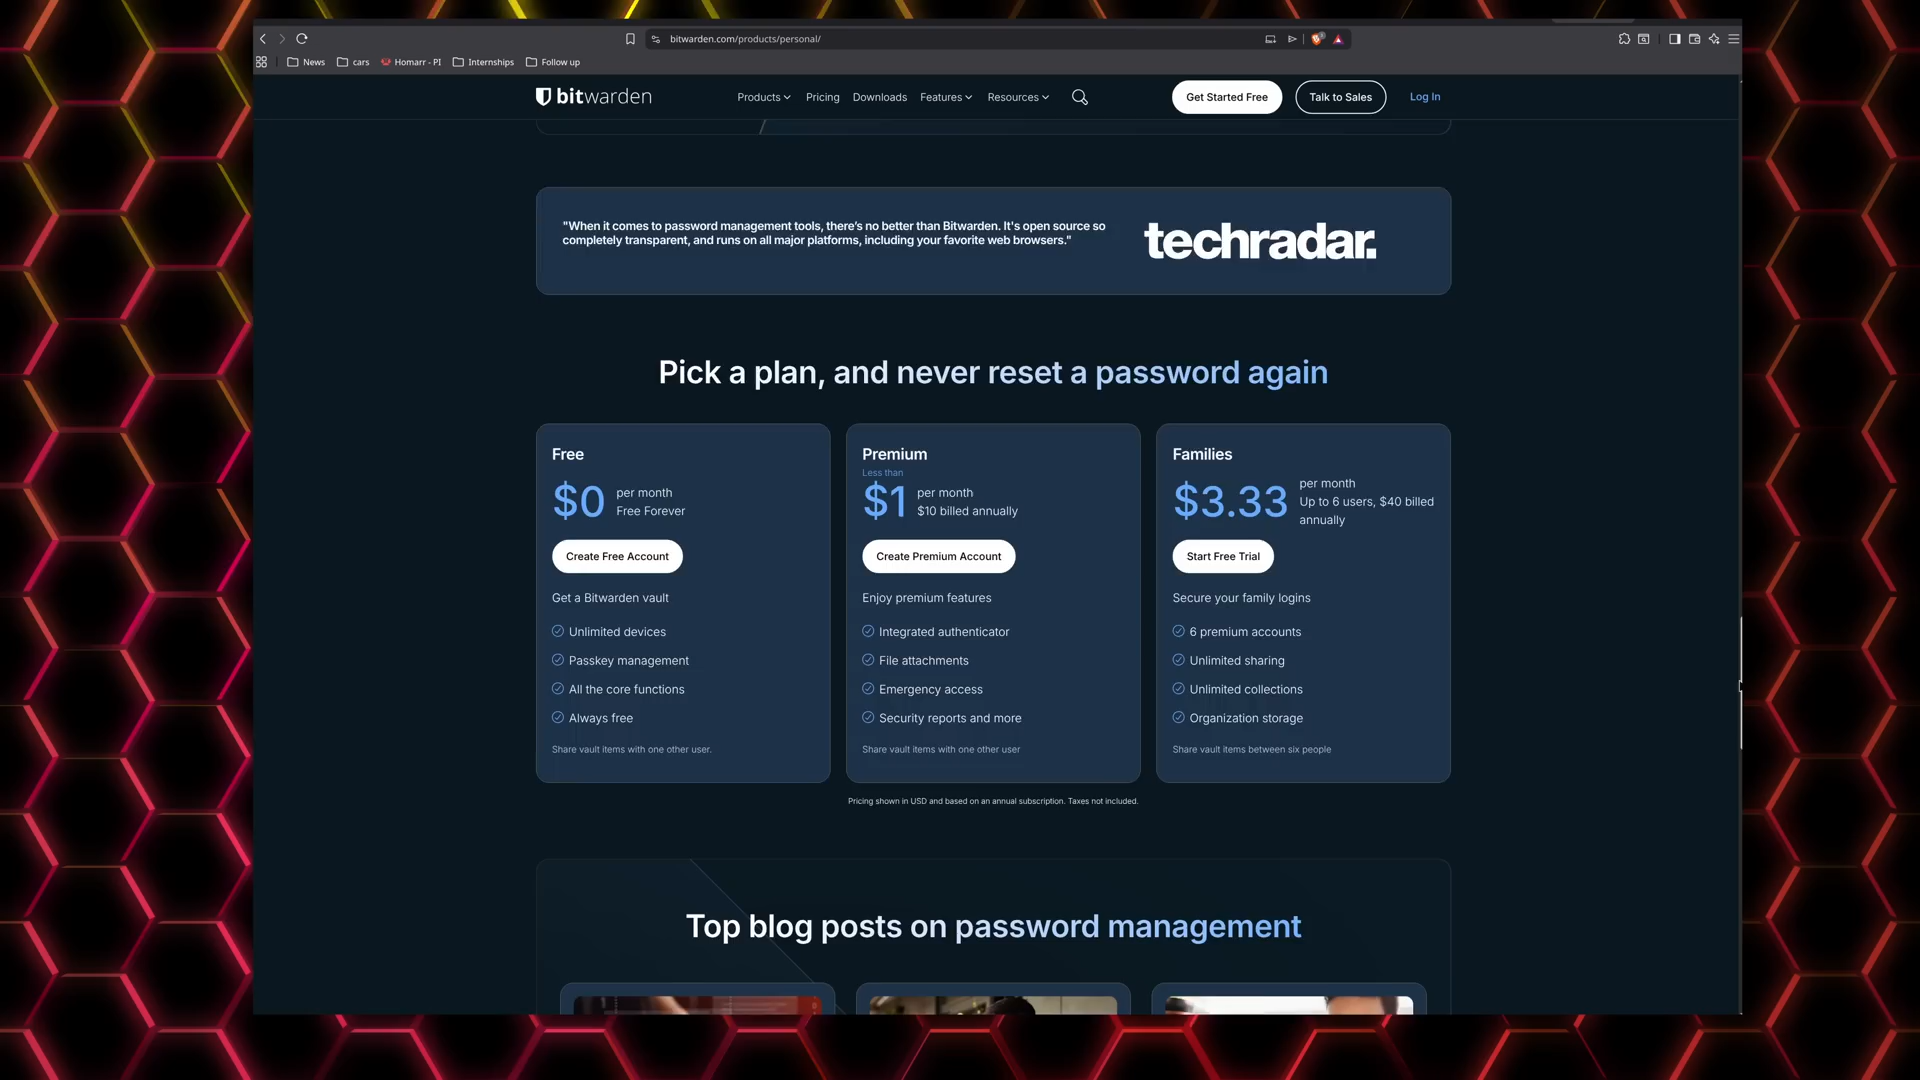 bitwarden.com/products/personal/
News
cars
Homarr - PI
Internships
Follow up
bitwarden
Products
Pricing
Downloads
Features
Resources
Get Started Free
Talk to Sales
Log In
"When it comes to password management tools, there's no better than Bitwarden. It's open source so
completely transparent, and runs on all major platforms, including your favorite web browsers."
techradar.
Pick a plan, and never reset a password again
Free
$0
per month
Free Forever
Create Free Account
Get a Bitwarden vault
Unlimited devices
Passkey management
All the core functions
Always free
Share vault items with one other user.
Premium
Less than
$1
per month
$10 billed annually
Create Premium Account
Enjoy premium features
Integrated authenticator
File attachments
Emergency access
Security reports and more
Share vault items with one other user
Families
$3.33
per month
Up to 6 users, $40 billed
annually
Start Free Trial
Secure your family logins
6 premium accounts
Unlimited sharing
Unlimited collections
Organization storage
Share vault items between six people
Pricing shown in USD and based on an annual subscription. Taxes not included.
Top blog posts on password management